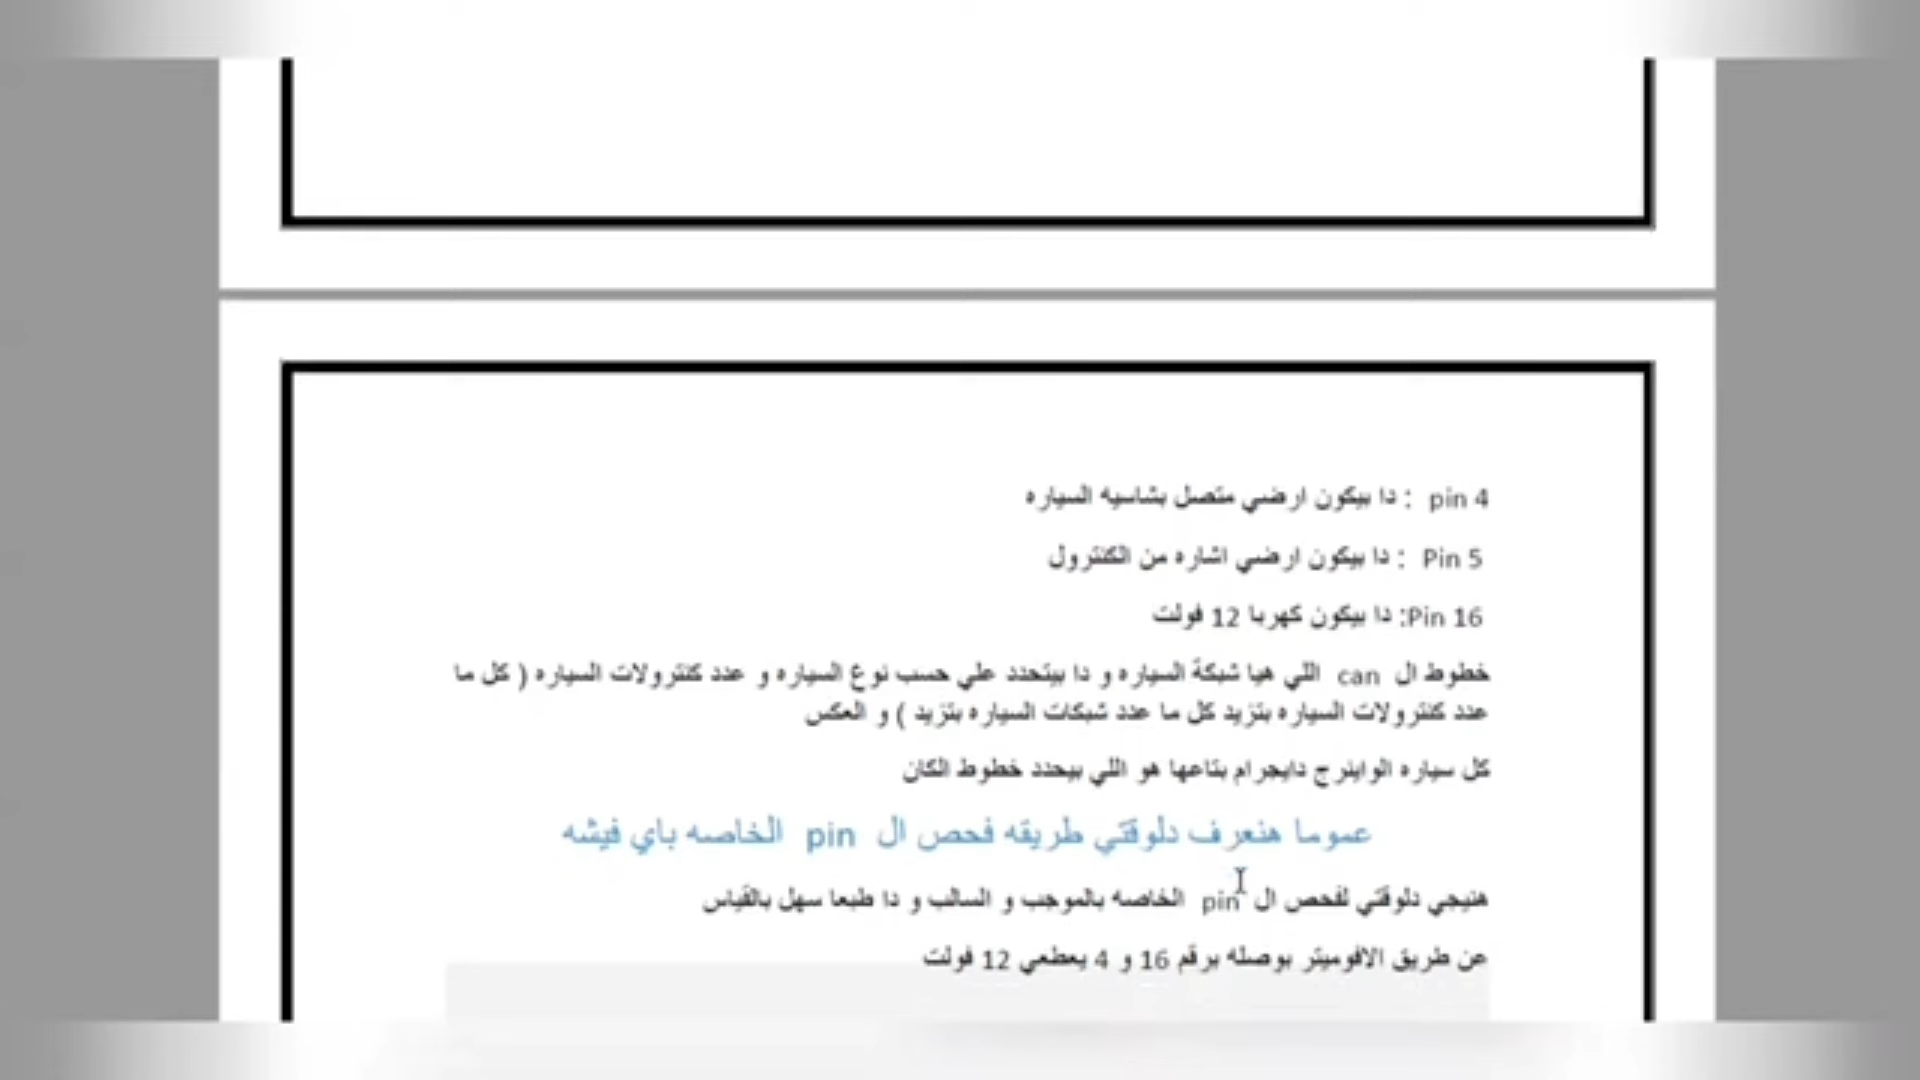 pin 4 : دا بيكون ارضي متصل بشاسيه السياره
Pin 5 : دا بيكون ارضي اشاره من الكنترول
Pin 16: دا بيكون كهربا 12 فولت
خطوط ال can اللي هيا شبكة السياره و دا بيتحدد علي حسب نوع السياره و عدد كنترولات السياره ( كل ما
عدد كنترولات السياره بتزيد كل ما عدد شبكات السياره بتزيد ) و العكس
كل سياره الوايترج دايجرام بتاعها هو اللي بيحدد خطوط الكان
عموما هنعرف دلوقتي طريقه فحص ال pin الخاصه باي فيشه
هنيجي دلوقتي لفحص ال pin الخاصه بالموجب و السالب و دا طبعا سهل بالقياس
عن طريق الافوميتر بوصله برقم 16 و 4 يعطعي 12 فولت